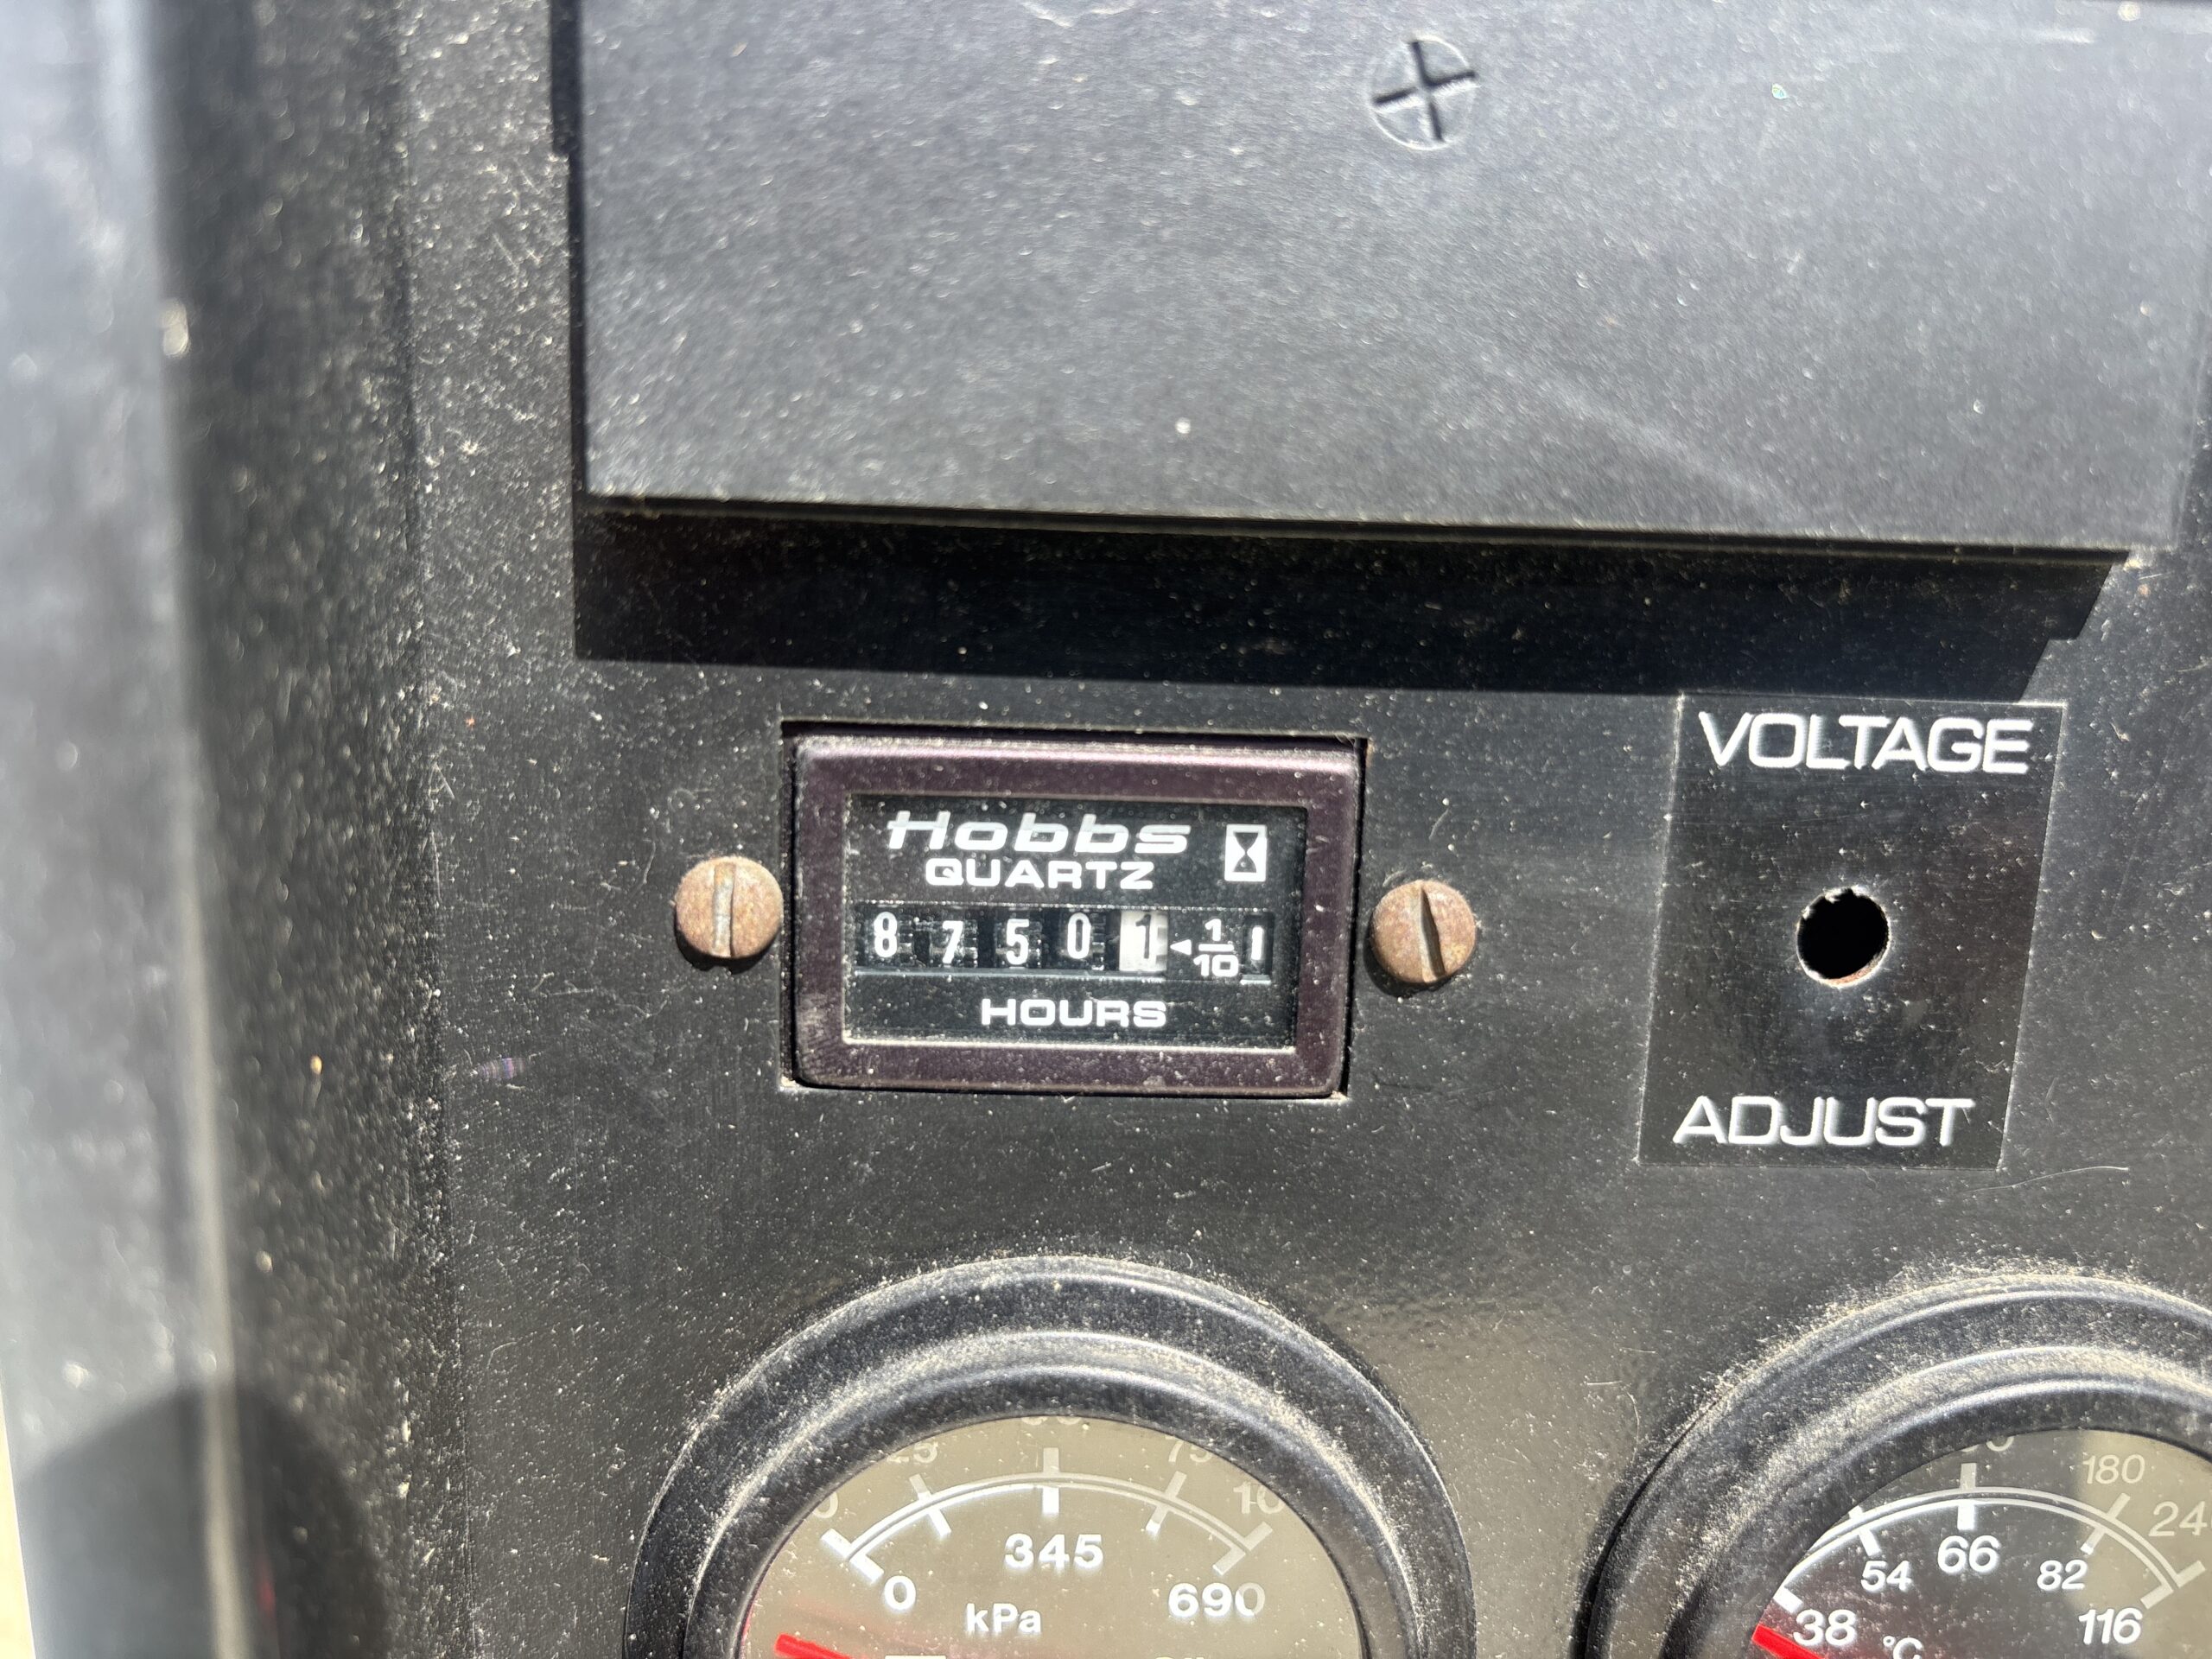 Hobbs
QUARTZ
8 7 5 0 1 ◄ 1/10
HOURS
VOLTAGE
ADJUST
345
0 690
kPa
180
54 66 82
38 116
°C